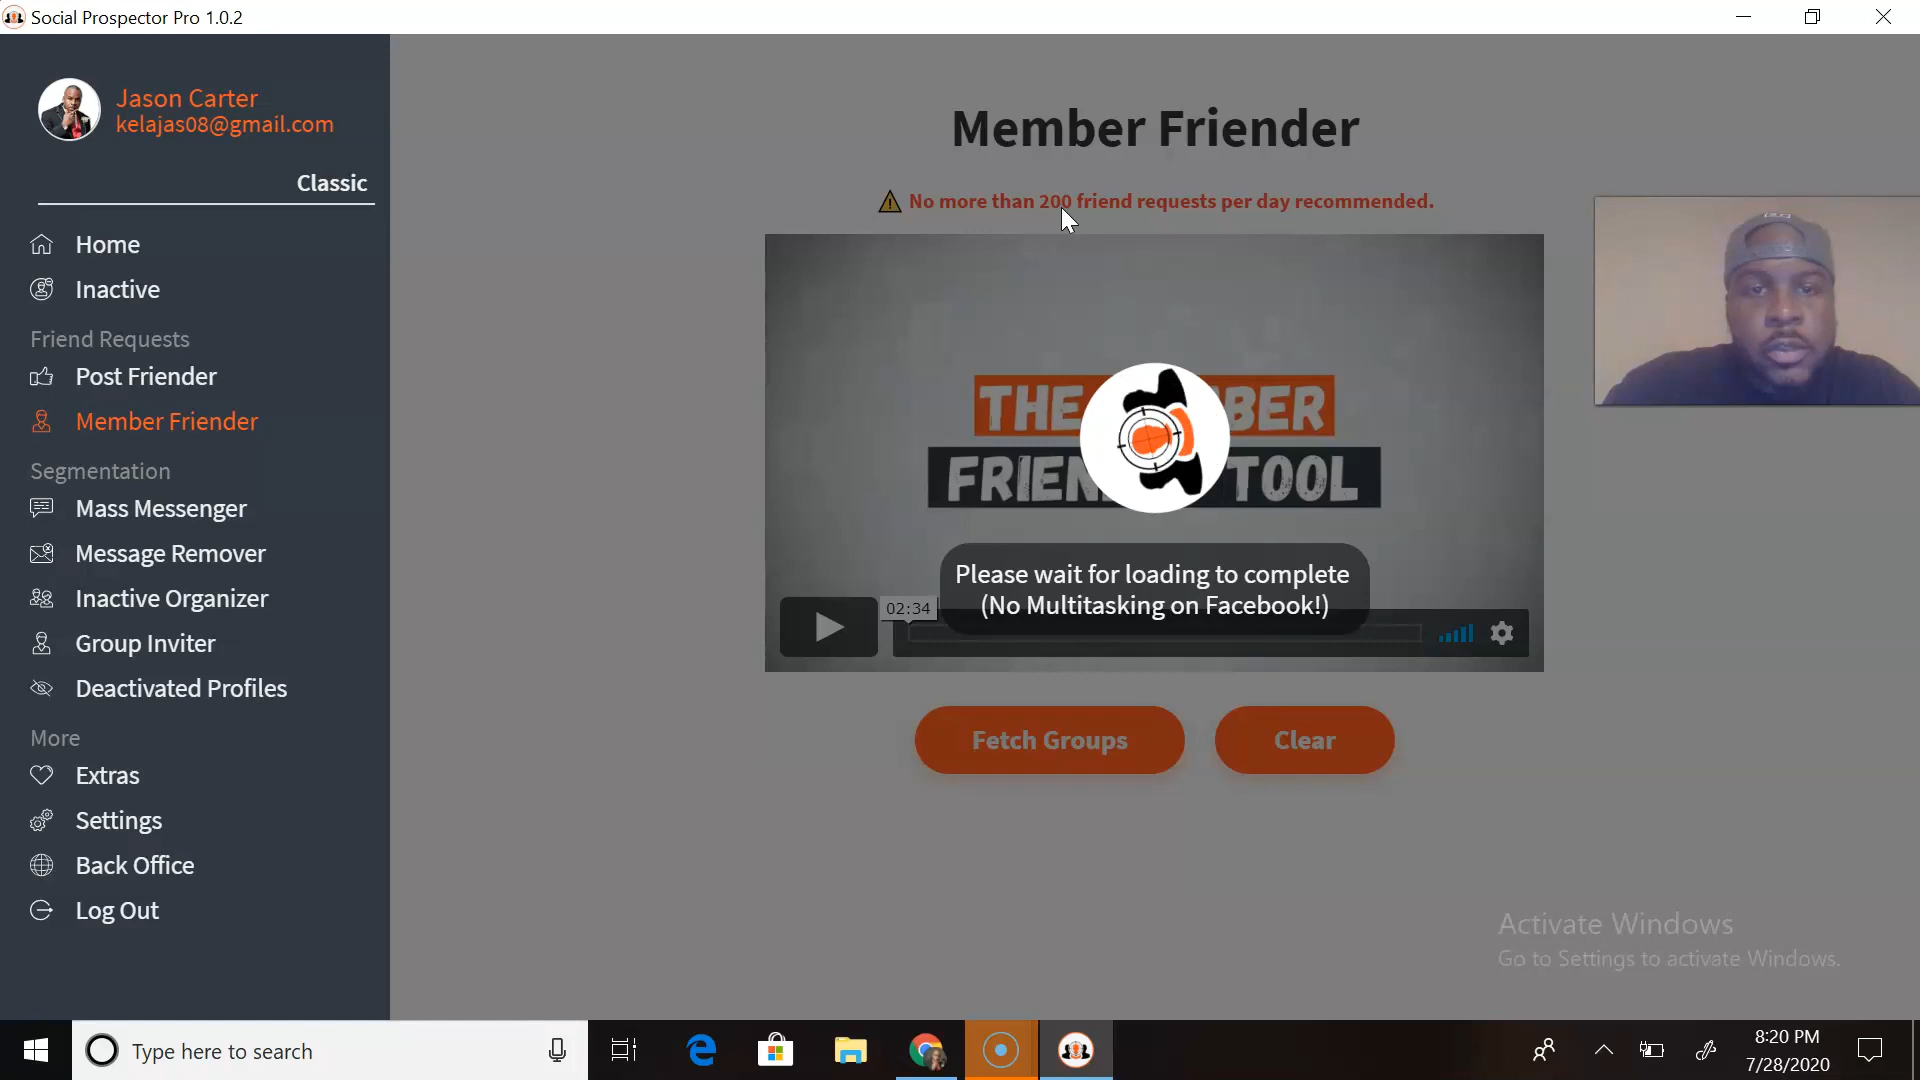 Social Prospector Pro 1.0.2
Jason Carter
kelajas08@gmail.com
Classic
Home
Inactive
Friend Requests
Post Friender
Member Friender
Segmentation
Mass Messenger
Message Remover
Inactive Organizer
Group Inviter
Deactivated Profiles
More
Extras
Settings
Back Office
Log Out
Member Friender
No more than 200 friend requests per day recommended.
THE BER
FRIEN TOOL
Please wait for loading to complete
(No Multitasking on Facebook!)
02:34
Fetch Groups
Clear
Activate Windows
Go to Settings to activate Windows.
Type here to search
8:20 PM
7/28/2020